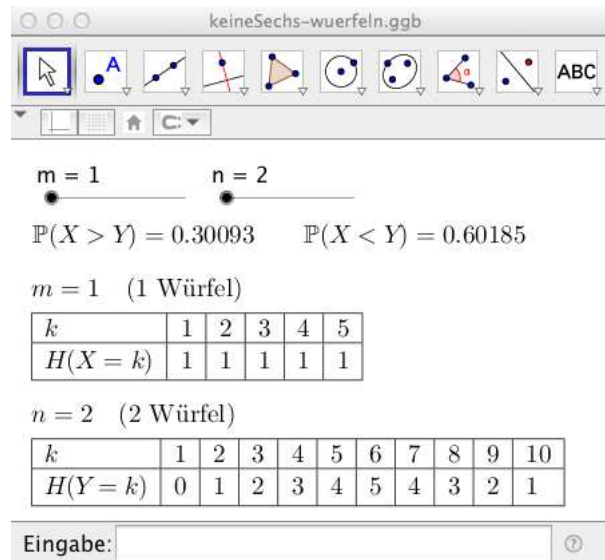 keineSechs-wuerfeln.ggb
A α ABC
m = 1 n = 2
ℙ(X > Y) = 0.30093 ℙ(X < Y) = 0.60185
m = 1 (1 Würfel)
k 1 2 3 4 5
H(X = k) 1 1 1 1 1
n = 2 (2 Würfel)
k 1 2 3 4 5 6 7 8 9 10
H(Y = k) 0 1 2 3 4 5 4 3 2 1
Eingabe: